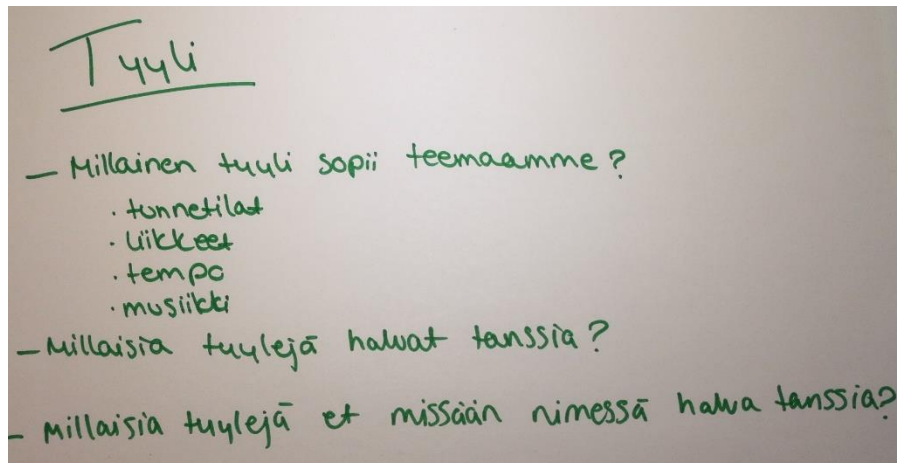 Tyyli
– Millainen tyyli sopii teemaamme?
· tunnetilat
· liikkeet
· tempo
· musiikki
– Millaisia tyylejä haluat tanssia?
– Millaisia tyylejä et missään nimessä halua tanssia?